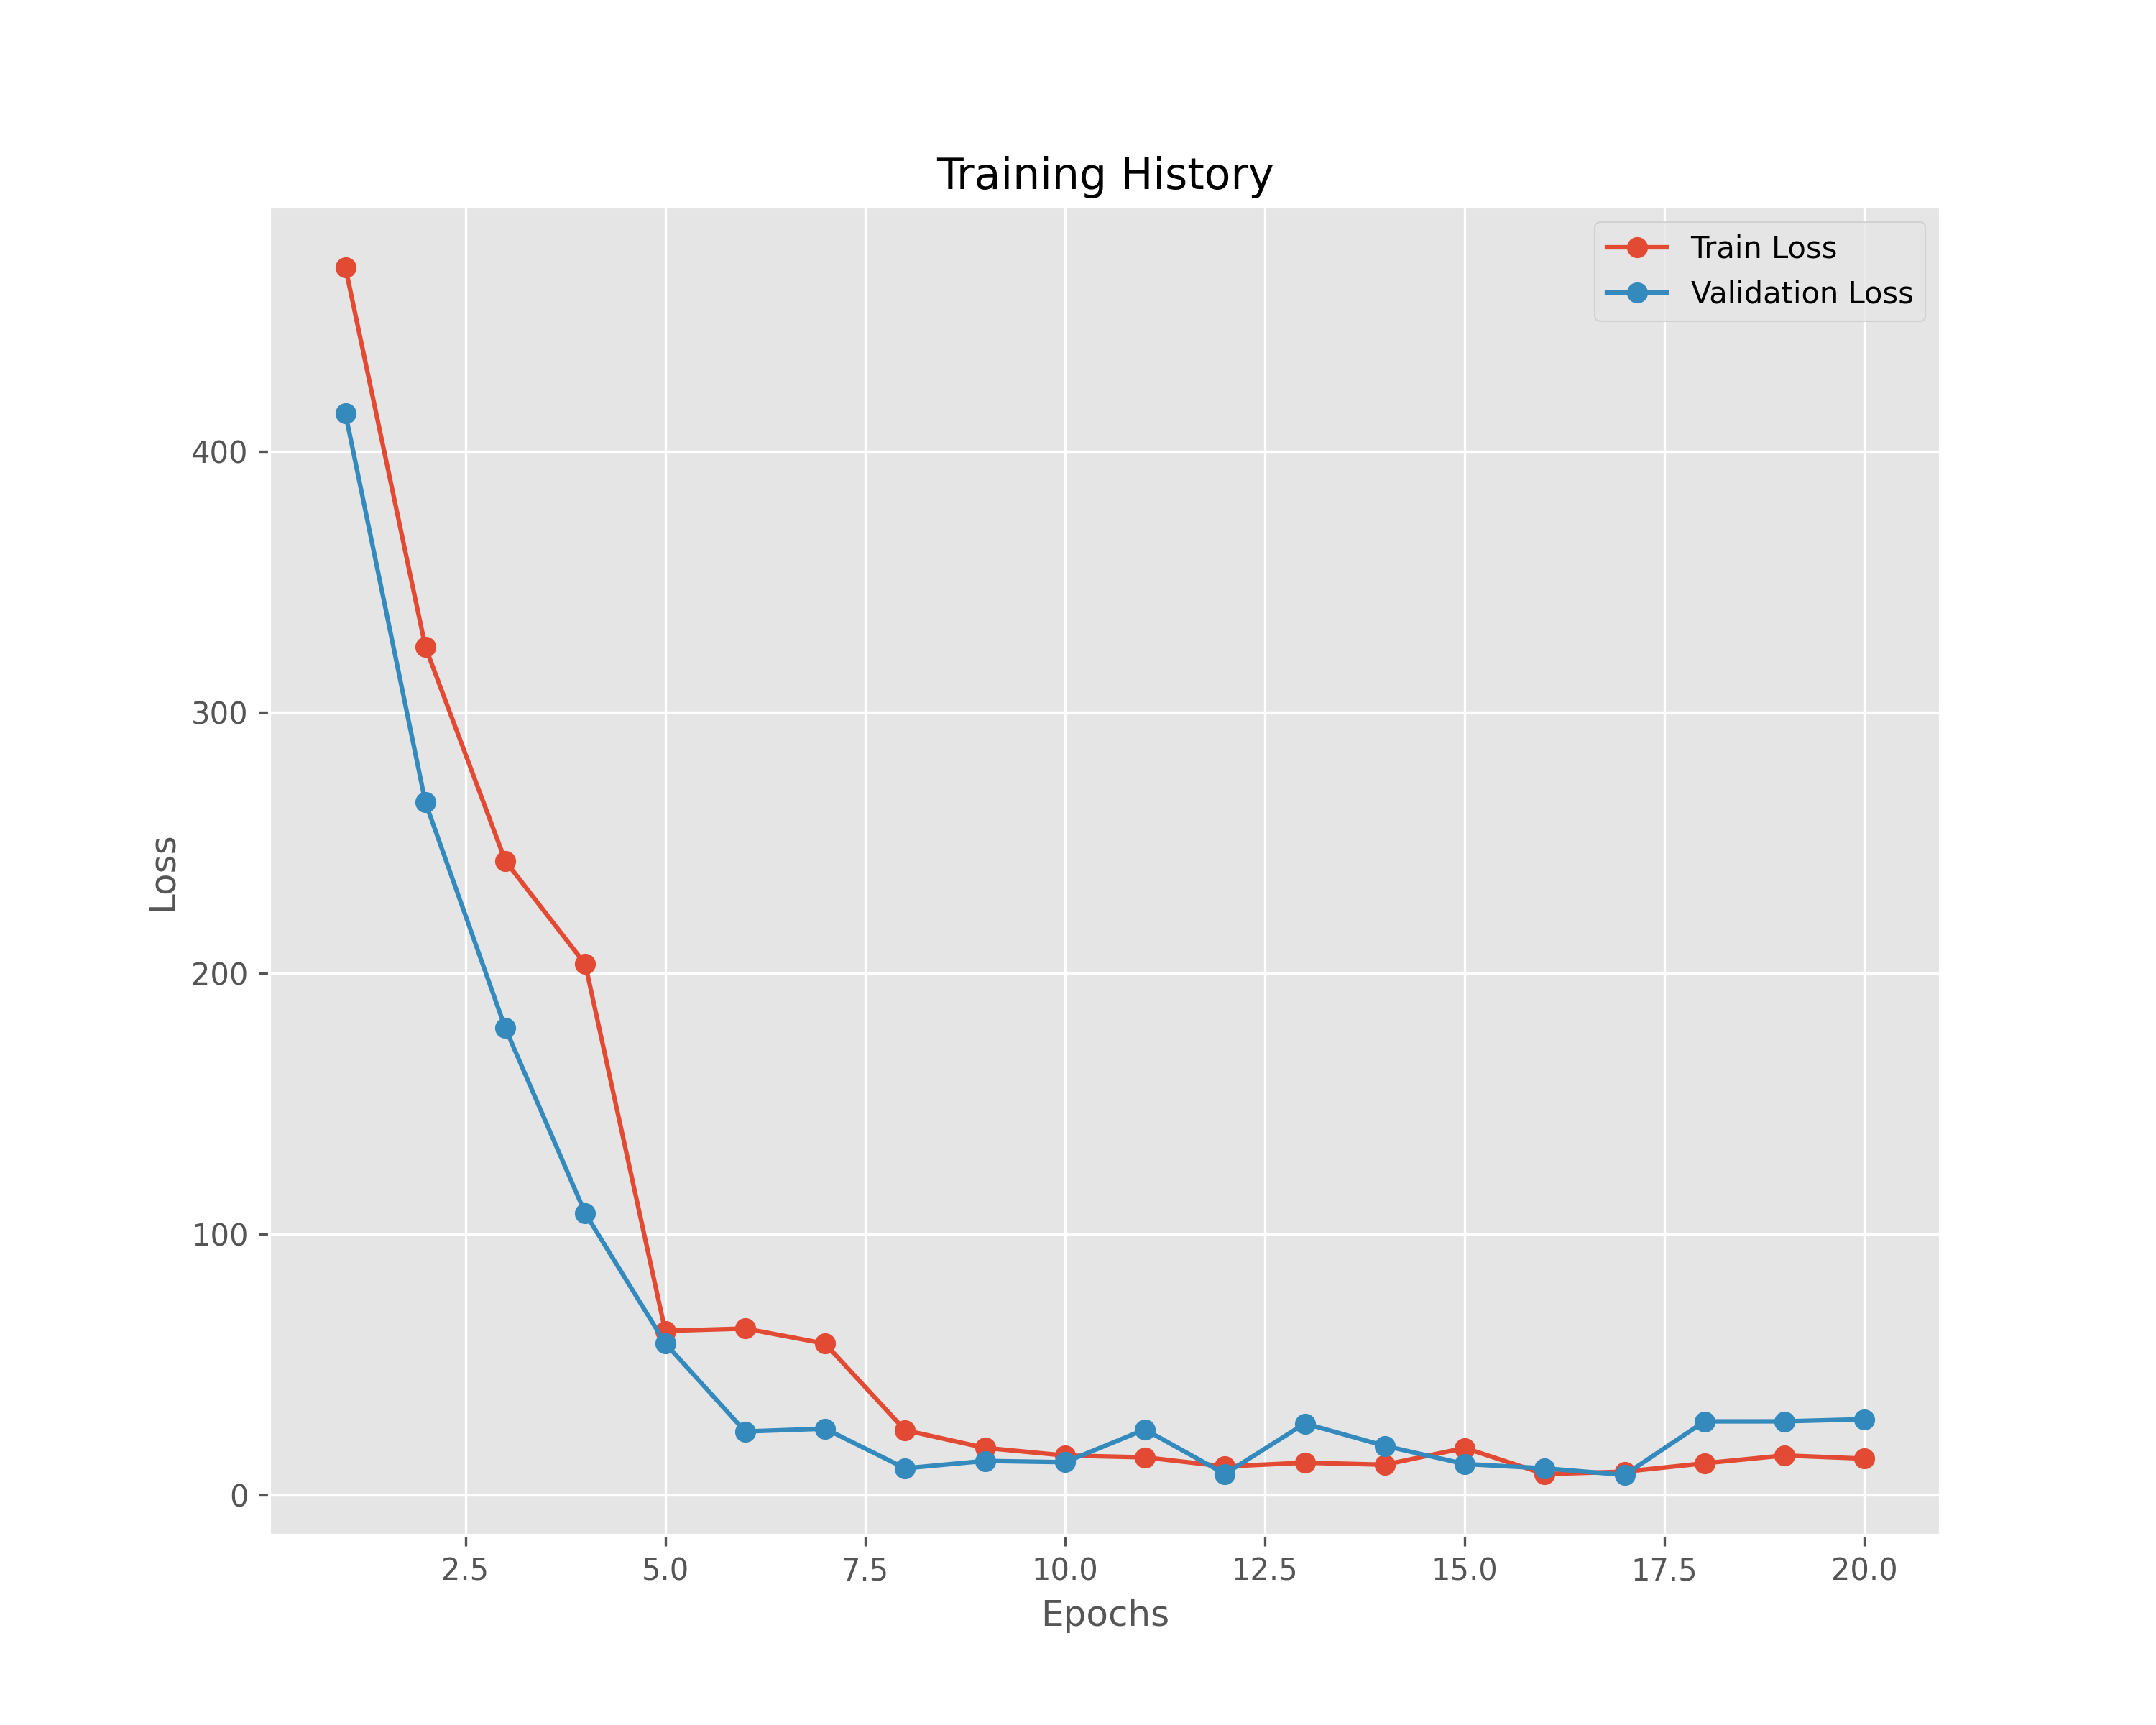 Training History
Train Loss
Validation Loss
400
300
200
100
0
Loss
2.5 5.0 7.5 10.0 12.5 15.0 17.5 20.0
Epochs